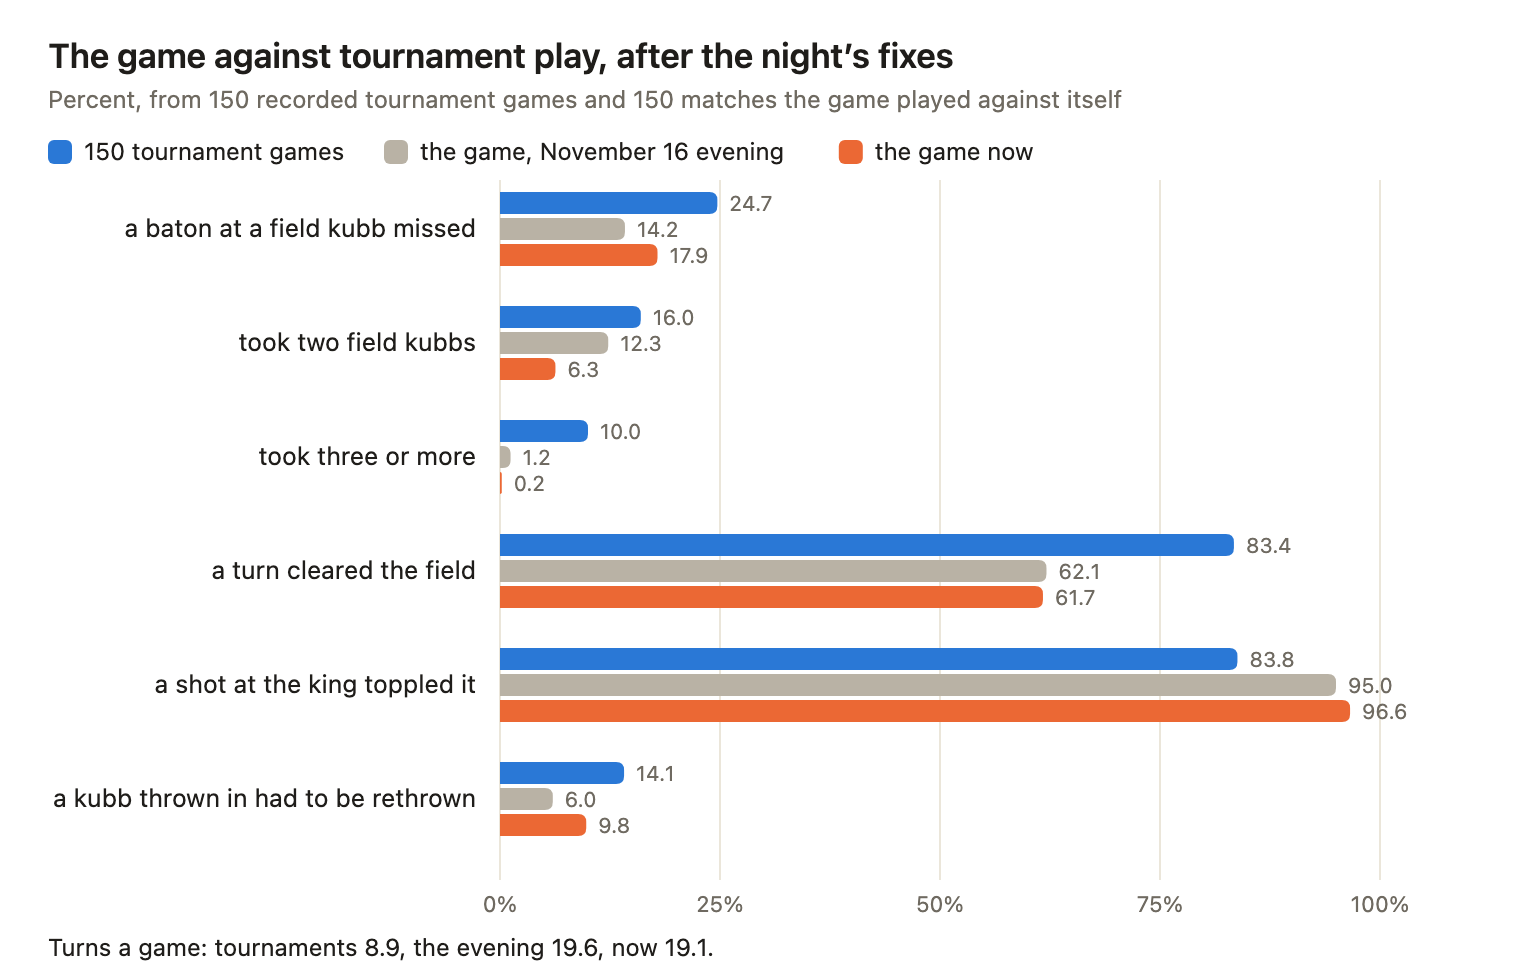 The game against tournament play, after the night’s fixes
Percent, from 150 recorded tournament games and 150 matches the game played against itself
150 tournament games
the game, November 16 evening
the game now
a baton at a field kubb missed
24.7
14.2
17.9
took two field kubbs
16.0
12.3
6.3
took three or more
10.0
1.2
0.2
a turn cleared the field
83.4
62.1
61.7
a shot at the king toppled it
83.8
95.0
96.6
a kubb thrown in had to be rethrown
14.1
6.0
9.8
0%
25%
50%
75%
100%
Turns a game: tournaments 8.9, the evening 19.6, now 19.1.